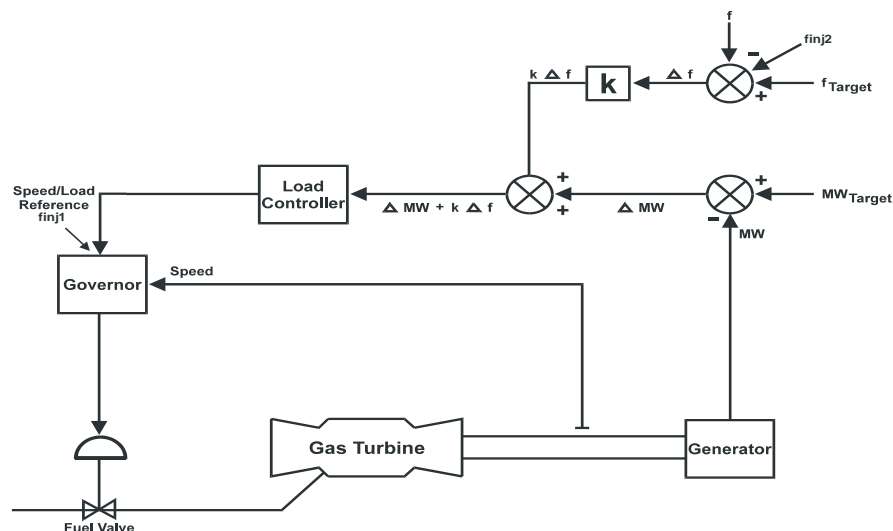 f
finj2
−
k Δ f
k
Δ f
+
f Target
Speed/Load
Reference
finj1
Load
Controller
+
+
Δ MW + k Δ f
Δ MW
+
−
MW Target
MW
Governor
Speed
Gas Turbine
Generator
Fuel Valve